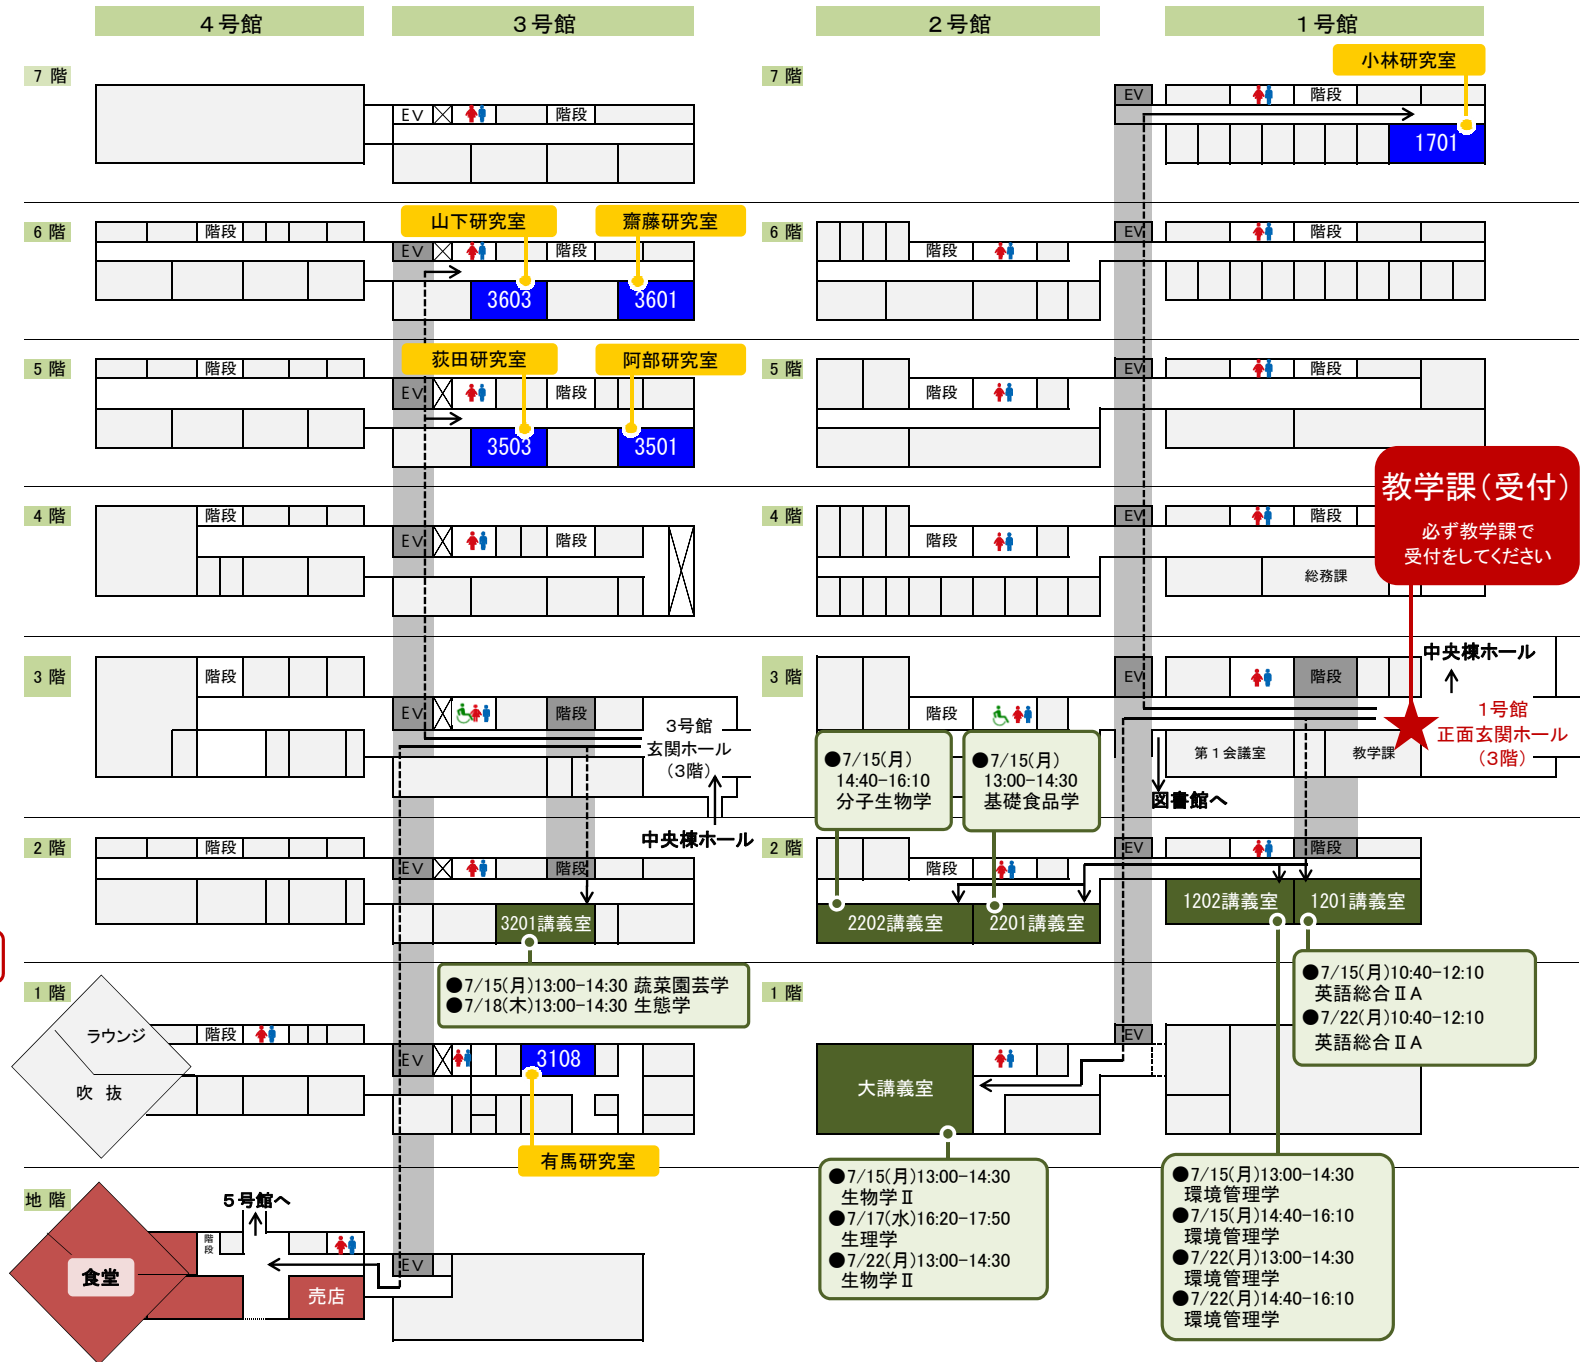 4号館
3号館
2号館
1号館
7 階
EV
階段
7 階
小林研究室
EV
階段
1701
6 階
階段
山下研究室
齋藤研究室
EV
階段
3603
3601
6 階
階段
EV
階段
5 階
階段
荻田研究室
阿部研究室
EV
階段
3503
3501
5 階
階段
EV
階段
4 階
階段
EV
階段
4 階
階段
EV
階段
総務課
教学課(受付)
必ず教学課で
受付をしてください
3 階
階段
EV
階段
3号館
玄関ホール
(3階)
中央棟ホール
3 階
階段
EV
階段
中央棟ホール
1号館
正面玄関ホール
(3階)
第1会議室
教学課
図書館へ
●7/15(月)
14:40-16:10
分子生物学
●7/15(月)
13:00-14:30
基礎食品学
2 階
階段
EV
階段
3201講義室
●7/15(月)13:00-14:30 蔬菜園芸学
●7/18(木)13:00-14:30 生態学
2 階
階段
EV
階段
2202講義室
2201講義室
1202講義室
1201講義室
●7/15(月)10:40-12:10
英語総合ⅡA
●7/22(月)10:40-12:10
英語総合ⅡA
1 階
ラウンジ
吹 抜
階段
EV
3108
有馬研究室
1 階
EV
大講義室
●7/15(月)13:00-14:30
生物学Ⅱ
●7/17(水)16:20-17:50
生理学
●7/22(月)13:00-14:30
生物学Ⅱ
●7/15(月)13:00-14:30
環境管理学
●7/15(月)14:40-16:10
環境管理学
●7/22(月)13:00-14:30
環境管理学
●7/22(月)14:40-16:10
環境管理学
地 階
5号館へ
階段
EV
食堂
売店